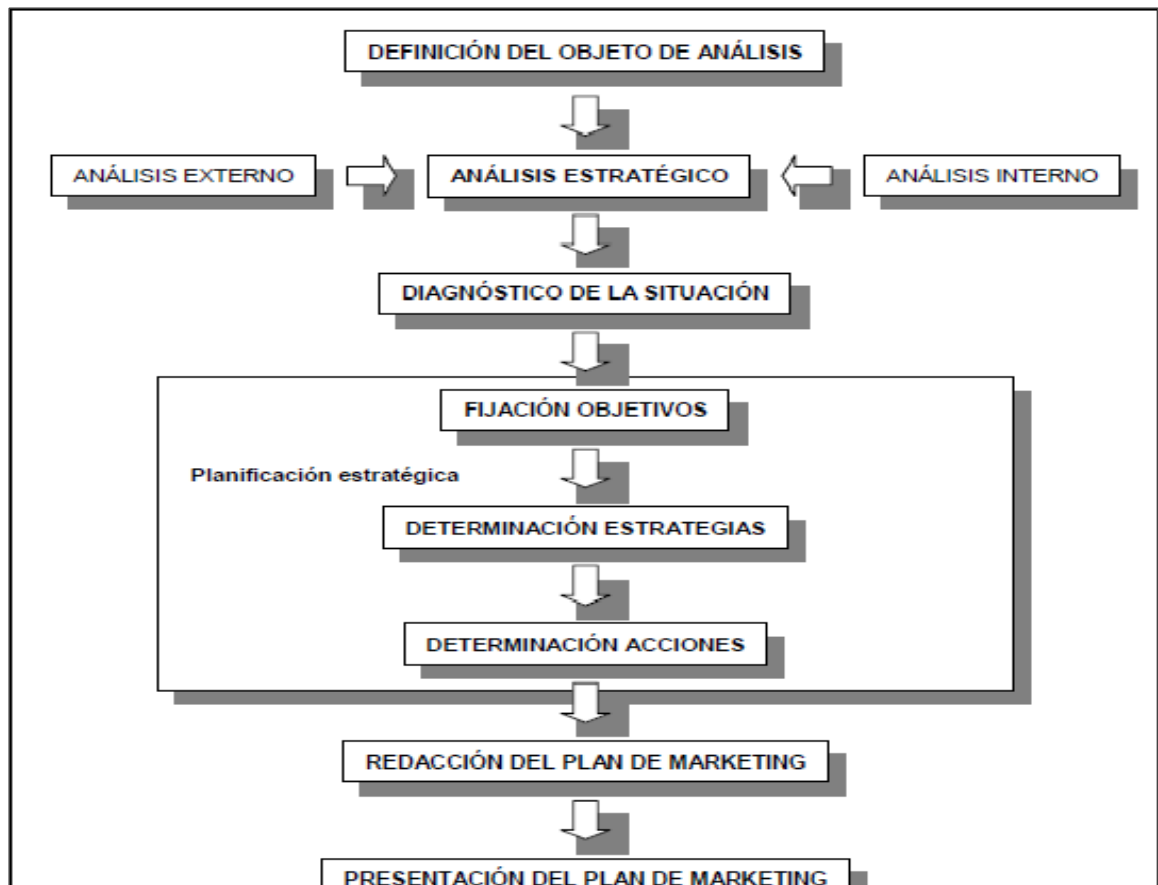 DEFINICIÓN DEL OBJETO DE ANÁLISIS
ANÁLISIS EXTERNO
ANÁLISIS ESTRATÉGICO
ANÁLISIS INTERNO
DIAGNÓSTICO DE LA SITUACIÓN
FIJACIÓN OBJETIVOS
Planificación estratégica
DETERMINACIÓN ESTRATEGIAS
DETERMINACIÓN ACCIONES
REDACCIÓN DEL PLAN DE MARKETING
PRESENTACIÓN DEL PLAN DE MARKETING